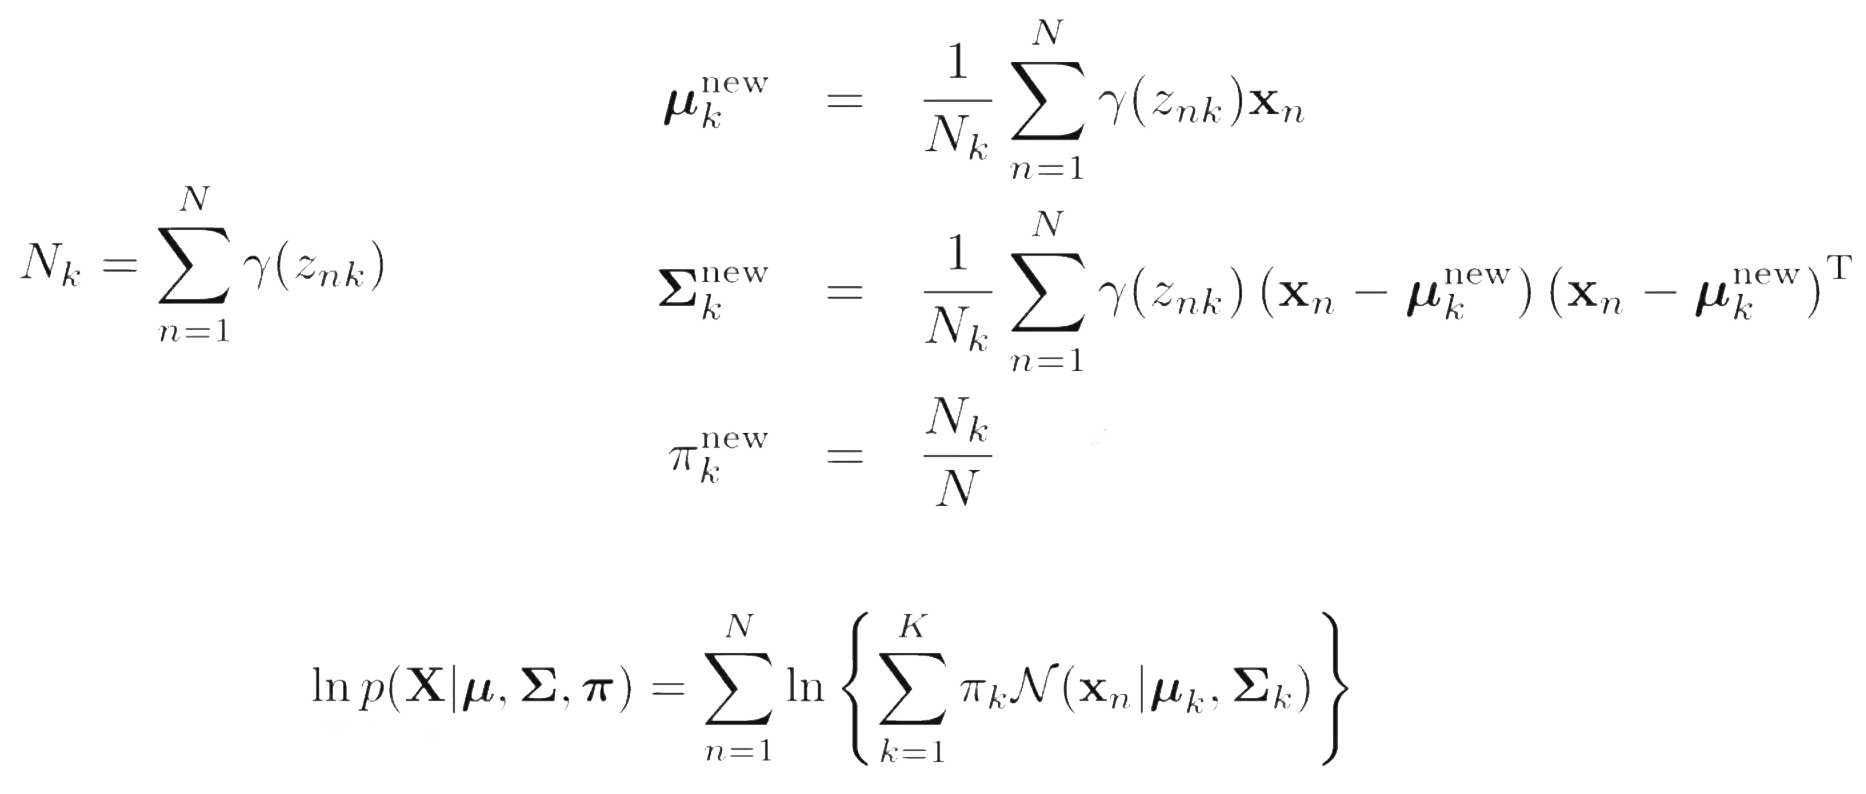 $\boldsymbol{\mu}_k^{\text{new}} = \frac{1}{N_k} \sum_{n=1}^{N} \gamma(z_{nk}) \mathbf{x}_n$
$N_k = \sum_{n=1}^{N} \gamma(z_{nk})$
$\boldsymbol{\Sigma}_k^{\text{new}} = \frac{1}{N_k} \sum_{n=1}^{N} \gamma(z_{nk}) (\mathbf{x}_n - \boldsymbol{\mu}_k^{\text{new}}) (\mathbf{x}_n - \boldsymbol{\mu}_k^{\text{new}})^{\mathrm{T}}$
$\pi_k^{\text{new}} = \frac{N_k}{N}$
$\ln p(\mathbf{X}|\boldsymbol{\mu}, \boldsymbol{\Sigma}, \boldsymbol{\pi}) = \sum_{n=1}^{N} \ln \left\{ \sum_{k=1}^{K} \pi_k \mathcal{N}(\mathbf{x}_n|\boldsymbol{\mu}_k, \boldsymbol{\Sigma}_k) \right\}$